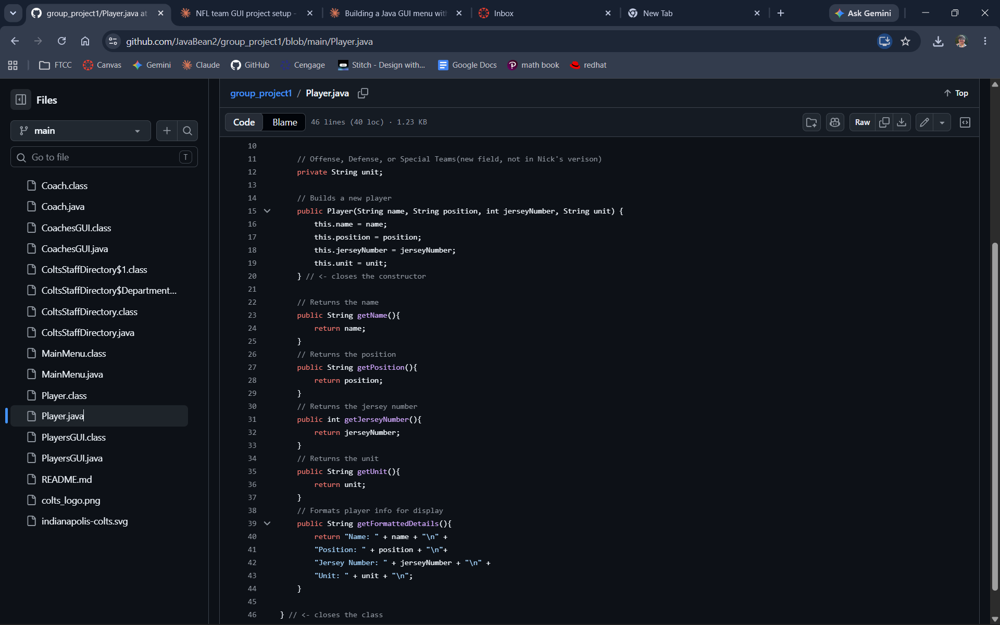 group_project1/Player.java at
NFL team GUI project setup -
Building a Java GUI menu with
Inbox
New Tab
Ask Gemini
github.com/JavaBean2/group_project1/blob/main/Player.java
FTCC
Canvas
Gemini
Claude
GitHub
Cengage
Stitch - Design with...
Google Docs
math book
redhat
Files
main
Go to file
T
Coach.class
Coach.java
CoachesGUI.class
CoachesGUI.java
ColtsStaffDirectory$1.class
ColtsStaffDirectory$Department...
ColtsStaffDirectory.class
ColtsStaffDirectory.java
MainMenu.class
MainMenu.java
Player.class
Player.java
PlayersGUI.class
PlayersGUI.java
README.md
colts_logo.png
indianapolis-colts.svg
group_project1 / Player.java
Top
Code
Blame
46 lines (40 loc) · 1.23 KB
Raw
10
11 // Offense, Defense, or Special Teams(new field, not in Nick's verison)
12 private String unit;
13
14 // Builds a new player
15 public Player(String name, String position, int jerseyNumber, String unit) {
16 this.name = name;
17 this.position = position;
18 this.jerseyNumber = jerseyNumber;
19 this.unit = unit;
20 } // <- closes the constructor
21
22 // Returns the name
23 public String getName(){
24 return name;
25 }
26 // Returns the position
27 public String getPosition(){
28 return position;
29 }
30 // Returns the jersey number
31 public int getJerseyNumber(){
32 return jerseyNumber;
33 }
34 // Returns the unit
35 public String getUnit(){
36 return unit;
37 }
38 // Formats player info for display
39 public String getFormattedDetails(){
40 return "Name: " + name + "\n" +
41 "Position: " + position + "\n"+
42 "Jersey Number: " + jerseyNumber + "\n" +
43 "Unit: " + unit + "\n";
44 }
45
46 } // <- closes the class